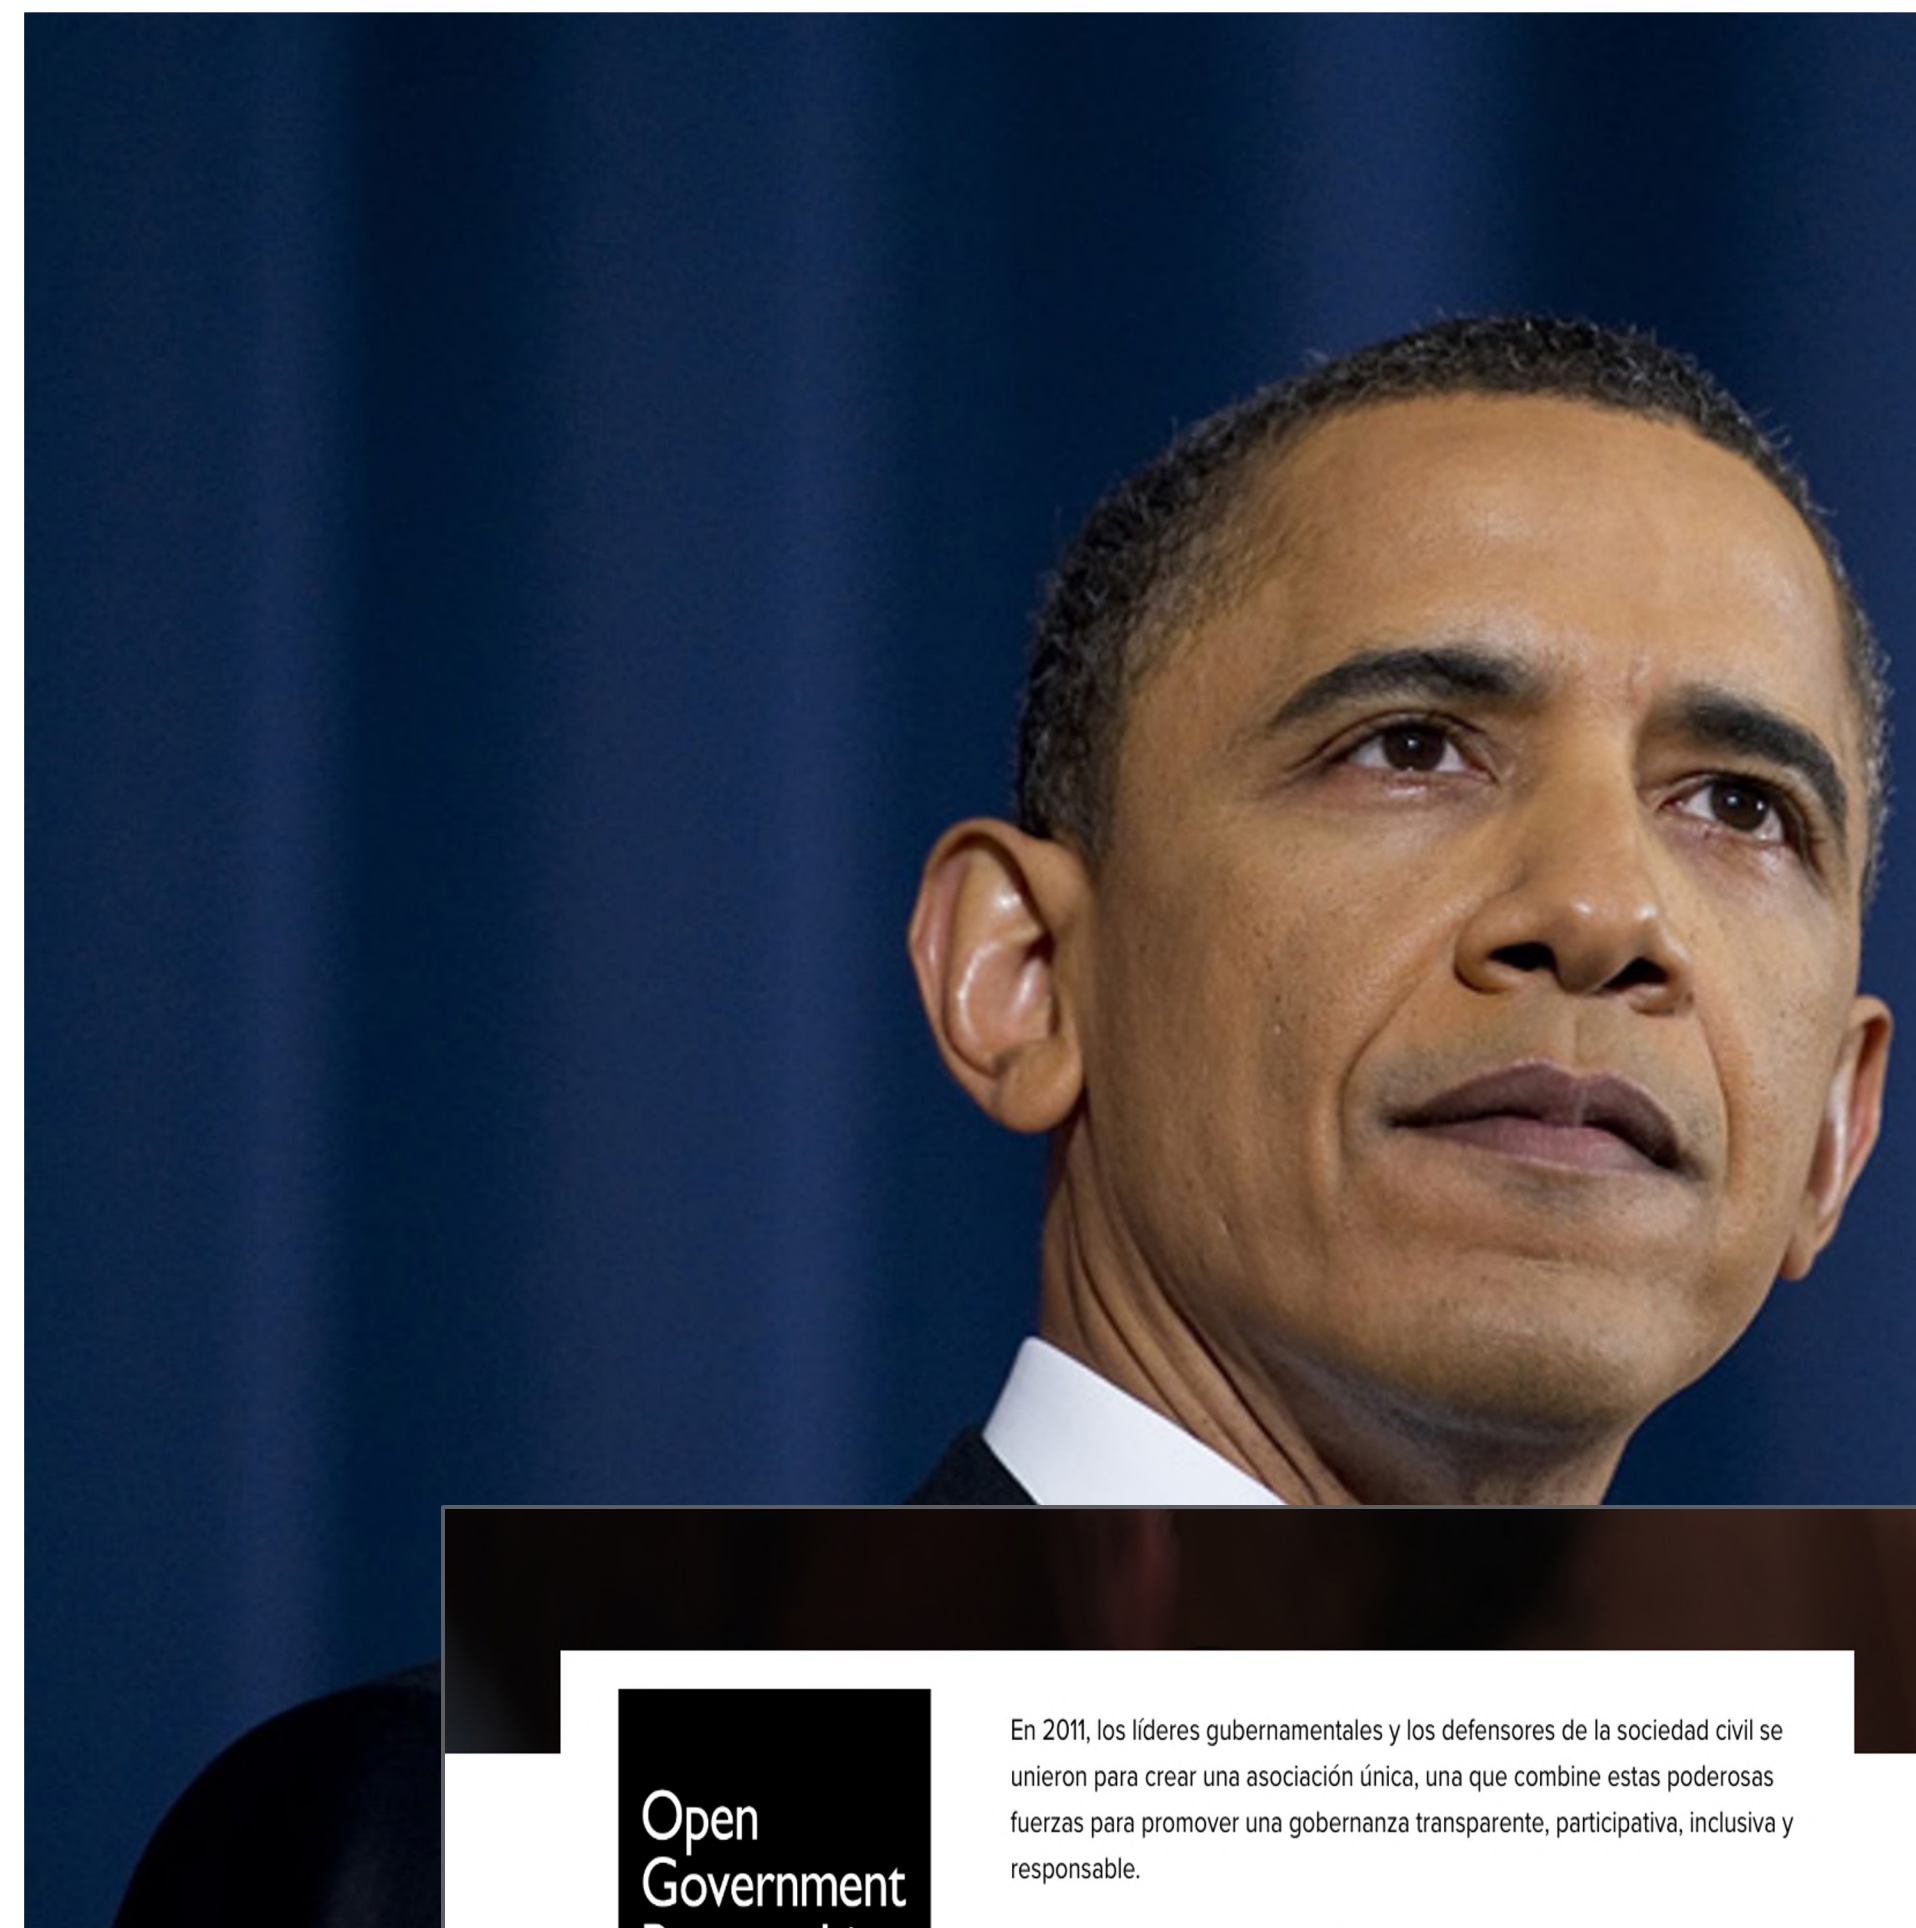 Open
Government
En 2011, los líderes gubernamentales y los defensores de la sociedad civil se
unieron para crear una asociación única, una que combine estas poderosas
fuerzas para promover una gobernanza transparente, participativa, inclusiva y
responsable.